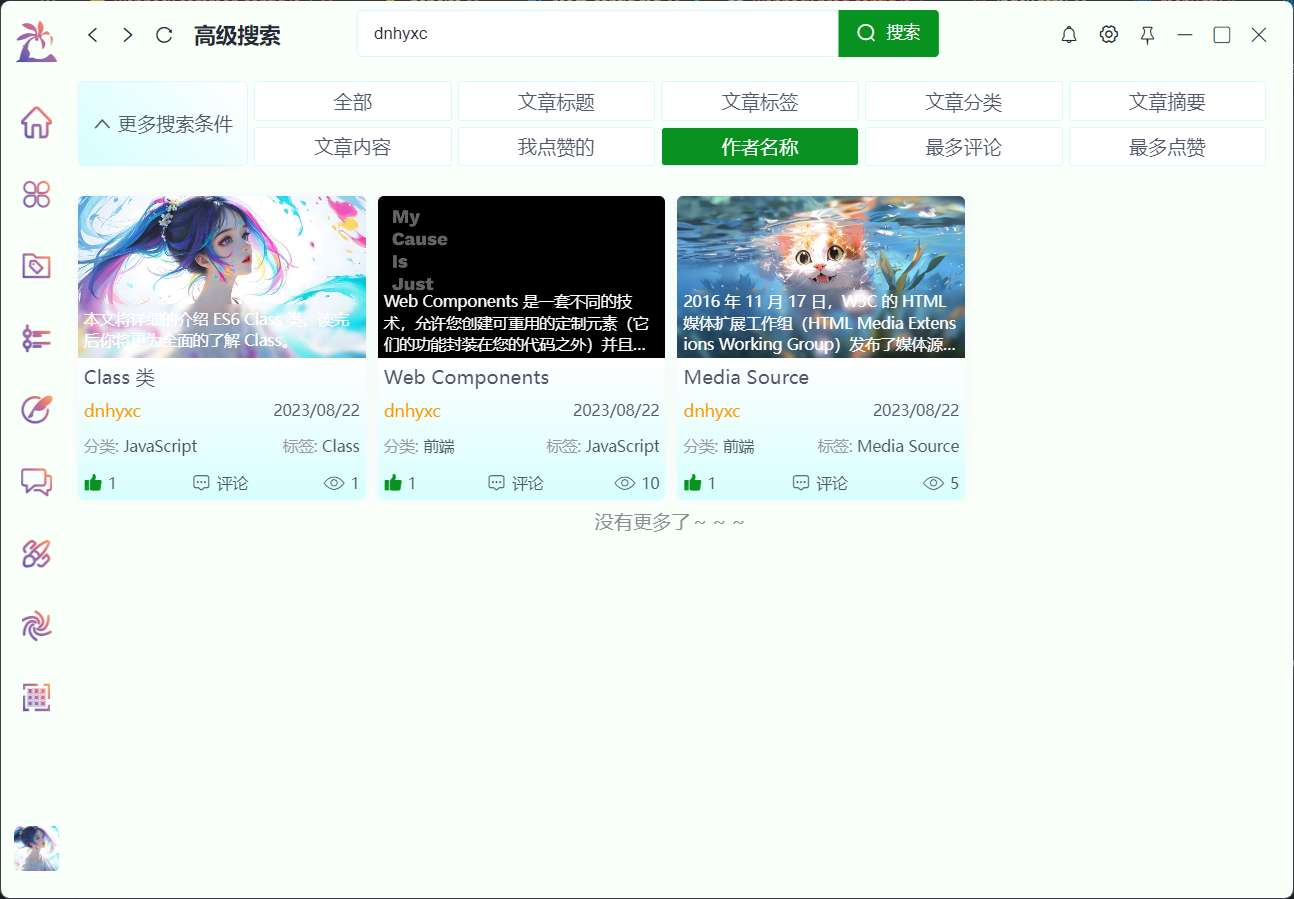 高级搜索
dnhyxc
搜索
更多搜索条件
全部
文章标题
文章标签
文章分类
文章摘要
文章内容
我点赞的
作者名称
最多评论
最多点赞
本文将详细的介绍 ES6 Class 类，读完
后你将更为全面的了解 Class。
Class 类
dnhyxc 2023/08/22
分类: JavaScript 标签: Class
1 评论 1
My
Cause
Is
Just
Web Components 是一套不同的技
术，允许您创建可重用的定制元素（它
们的功能封装在您的代码之外）并且...
Web Components
dnhyxc 2023/08/22
分类: 前端 标签: JavaScript
1 评论 10
2016 年 11 月 17 日，W3C 的 HTML
媒体扩展工作组（HTML Media Extens
ions Working Group）发布了媒体源...
Media Source
dnhyxc 2023/08/22
分类: 前端 标签: Media Source
1 评论 5
没有更多了～～～